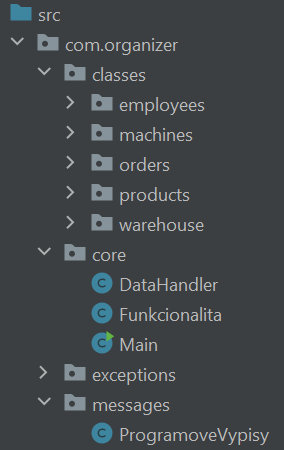 src
com.organizer
classes
employees
machines
orders
products
warehouse
core
DataHandler
Funkcionalita
Main
exceptions
messages
ProgramoveVypisy